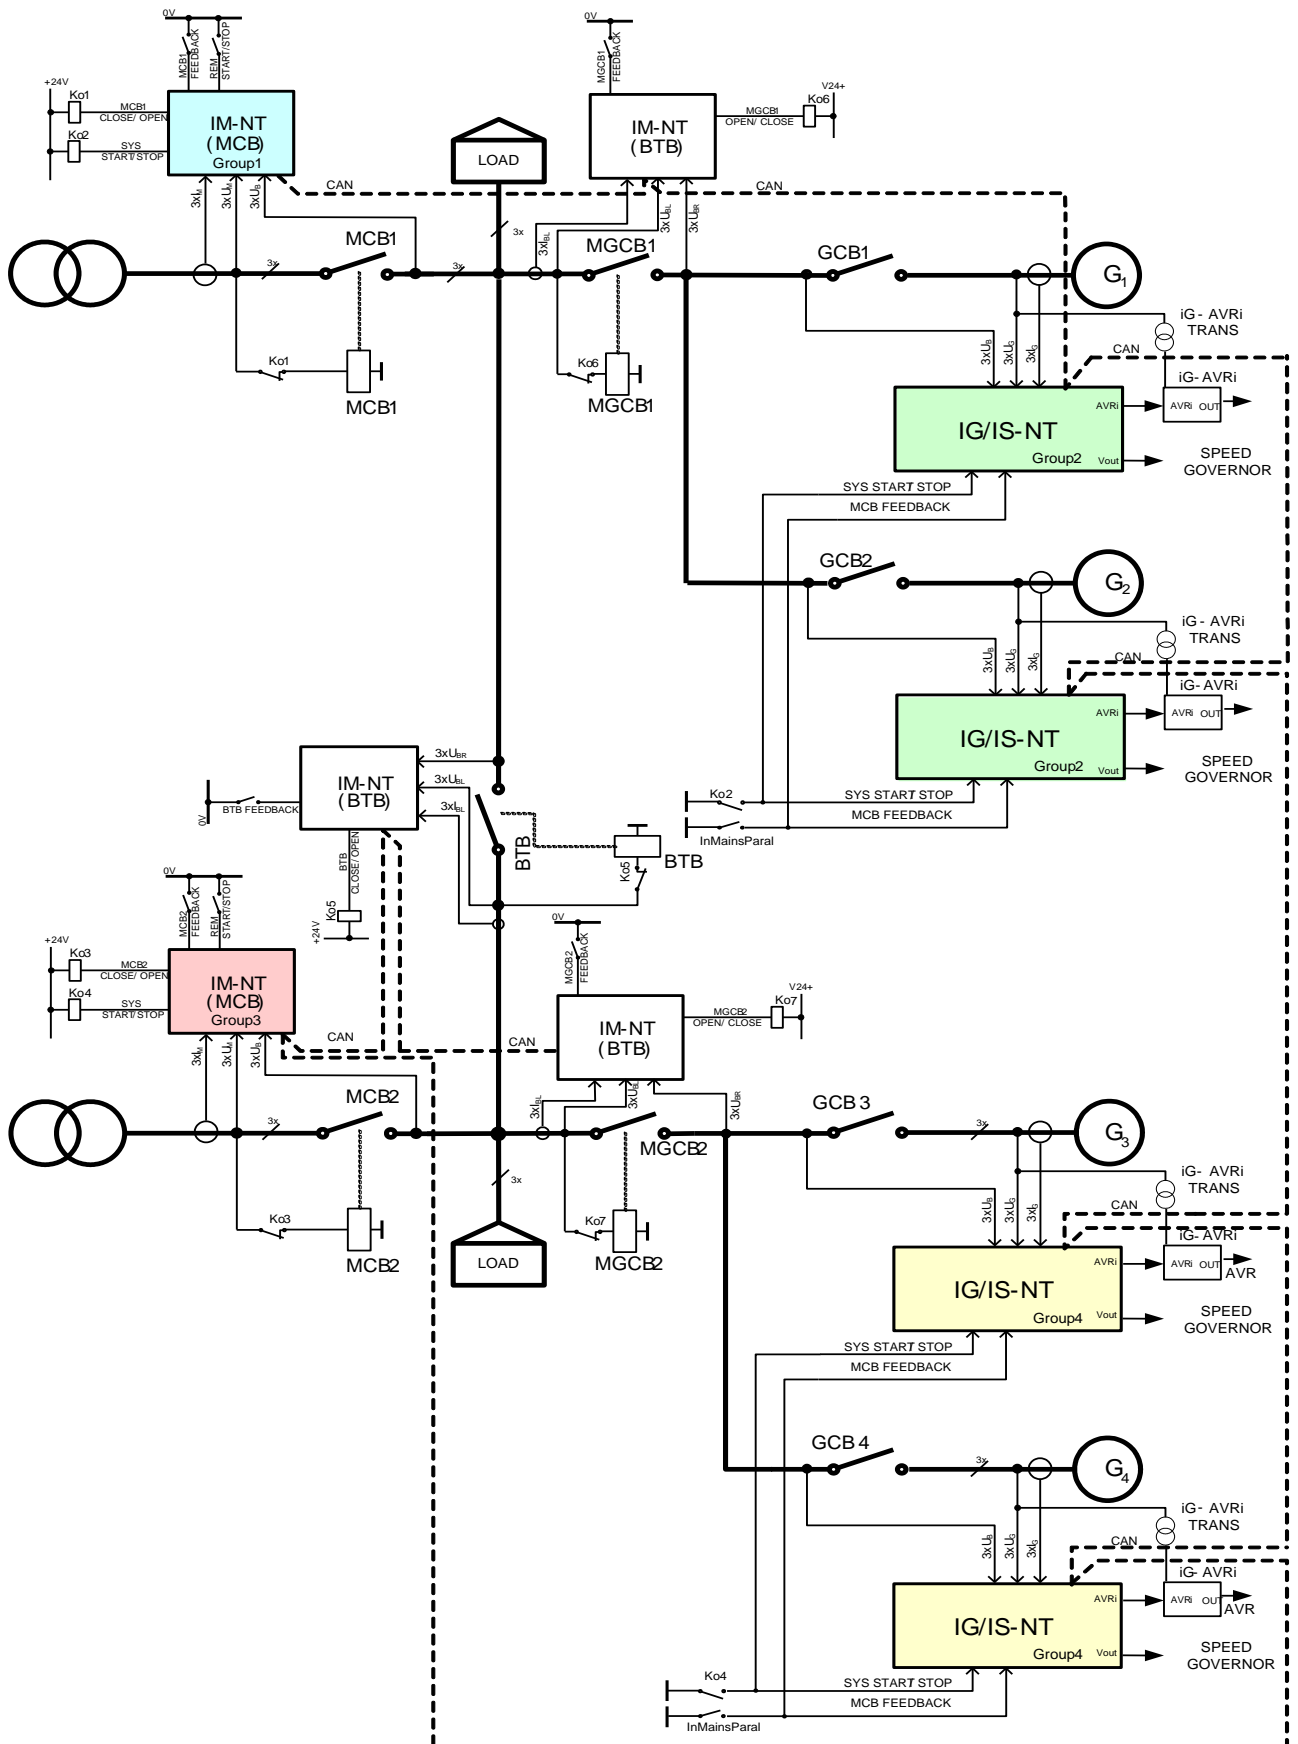 0V
MCB1
FEEDBACK
REM
START/STOP
+24V
Ko1
MCB1
CLOSE/ OPEN
Ko2
SYS
START/STOP
IM-NT
(MCB)
Group1
3xIM
3xUM
3xUB
CAN
LOAD
3x
0V
MGCB1
FEEDBACK
IM-NT
(BTB)
MGCB1
OPEN/ CLOSE
Ko6
V24+
CAN
3xIBL
3xUBL
3xUBR
3x
MCB1
3x
MGCB1
GCB1
G1
Ko1
MCB1
Ko6
MGCB1
3xUB
3xUG
3xIG
CAN
iG - AVRi
TRANS
iG- AVRi
AVRi OUT
IG/IS-NT
Group2
AVRi
Vout
SPEED
GOVERNOR
SYS START STOP
MCB FEEDBACK
GCB2
G2
3xUB
3xUG
3xIG
CAN
iG - AVRi
TRANS
iG- AVRi
AVRi OUT
IG/IS-NT
Group2
AVRi
Vout
SPEED
GOVERNOR
Ko2
SYS START STOP
MCB FEEDBACK
InMainsParal
0V
BTB FEEDBACK
IM-NT
(BTB)
3xUBR
3xUBL
3xIBL
BTB
CLOSE/ OPEN
Ko5
+24V
BTB
BTB
Ko5
0V
MCB2
FEEDBACK
REM
START/STOP
+24V
Ko3
MCB2
CLOSE/ OPEN
Ko4
SYS
START/STOP
IM-NT
(MCB)
Group3
3xIM
3xUM
3xUB
CAN
0V
MGCB2
FEEDBACK
IM-NT
(BTB)
MGCB2
OPEN/ CLOSE
Ko7
V24+
CAN
3xIBL
3xUBL
3xUBR
3x
MCB2
MGCB2
GCB 3
3x
G3
Ko3
MCB2
3x
LOAD
Ko7
MGCB2
3xUB
3xUG
3xIG
CAN
iG - AVRi
TRANS
iG- AVRi
AVRi OUT
AVR
IG/IS-NT
Group4
AVRi
Vout
SPEED
GOVERNOR
SYS START STOP
MCB FEEDBACK
GCB 4
3x
G4
3xUB
3xUG
3xIG
CAN
iG - AVRi
TRANS
iG- AVRi
AVRi OUT
AVR
IG/IS-NT
Group4
AVRi
Vout
SPEED
GOVERNOR
Ko4
SYS START STOP
MCB FEEDBACK
InMainsParal